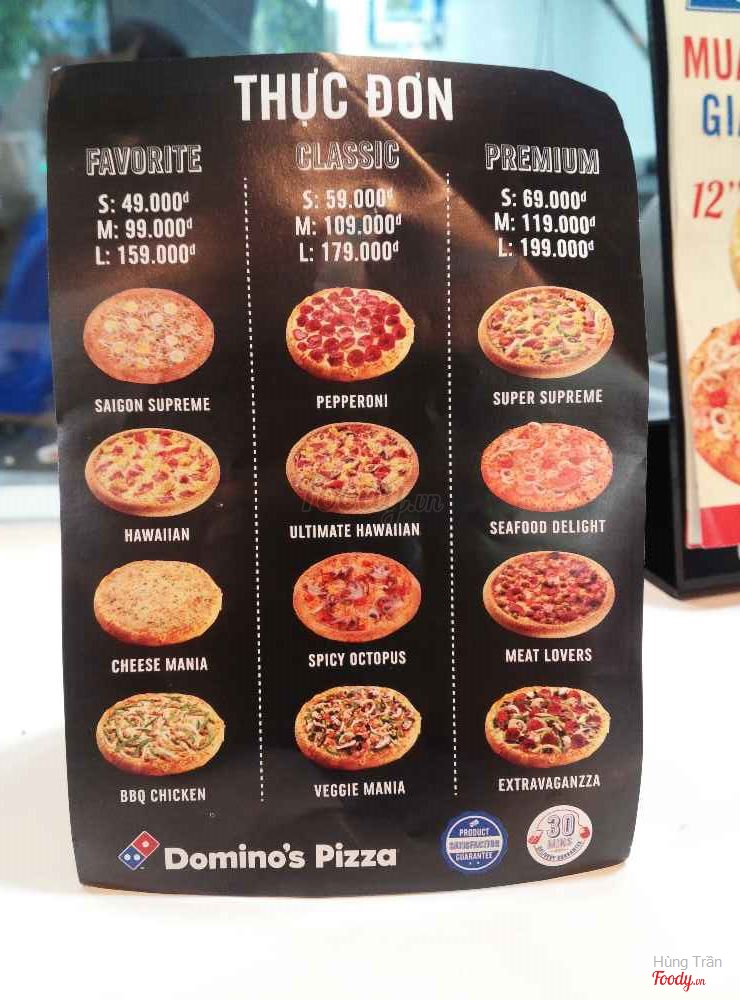 THỰC ĐƠN
FAVORITE
S: 49.000đ
M: 99.000đ
L: 159.000đ
SAIGON SUPREME
HAWAIIAN
CHEESE MANIA
BBQ CHICKEN
CLASSIC
S: 59.000đ
M: 109.000đ
L: 179.000đ
PEPPERONI
ULTIMATE HAWAIIAN
SPICY OCTOPUS
VEGGIE MANIA
PREMIUM
S: 69.000đ
M: 119.000đ
L: 199.000đ
SUPER SUPREME
SEAFOOD DELIGHT
MEAT LOVERS
EXTRAVAGANZZA
Domino's Pizza
PRODUCT
SATISFACTION
GUARANTEE
30
MINS
DELIVERY GUARANTEE
MUA
12"
Hùng Trần
Foody.vn